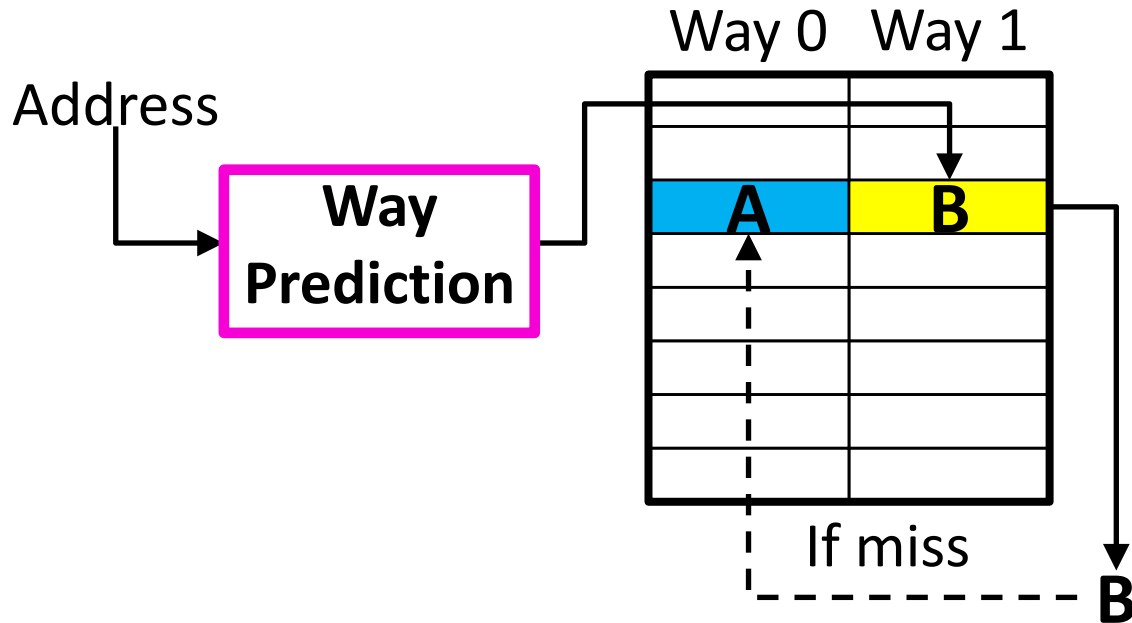 Way 0 Way 1
Address
Way
Prediction
A B
If miss
B